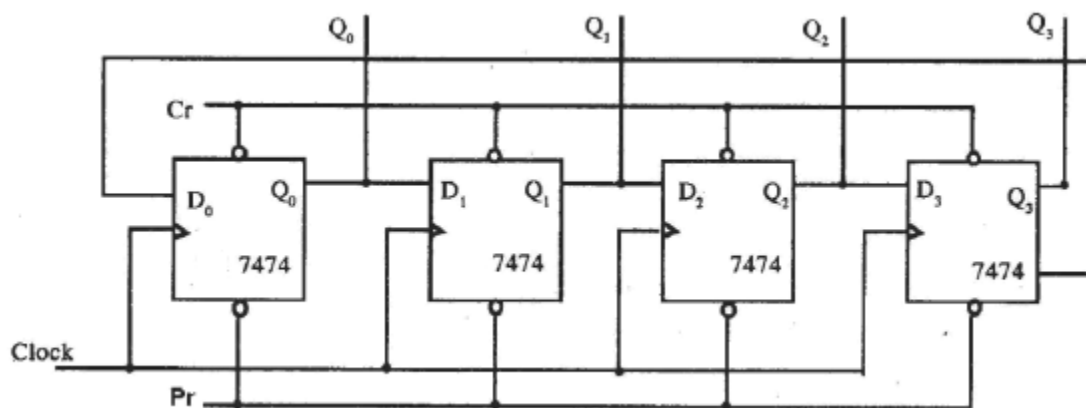 Q₀ Q₁ Q₂ Q₃
Cr
D₀ Q₀ D₁ Q₁ D₂ Q₂ D₃ Q₃
7474 7474 7474 7474
Clock
Pr